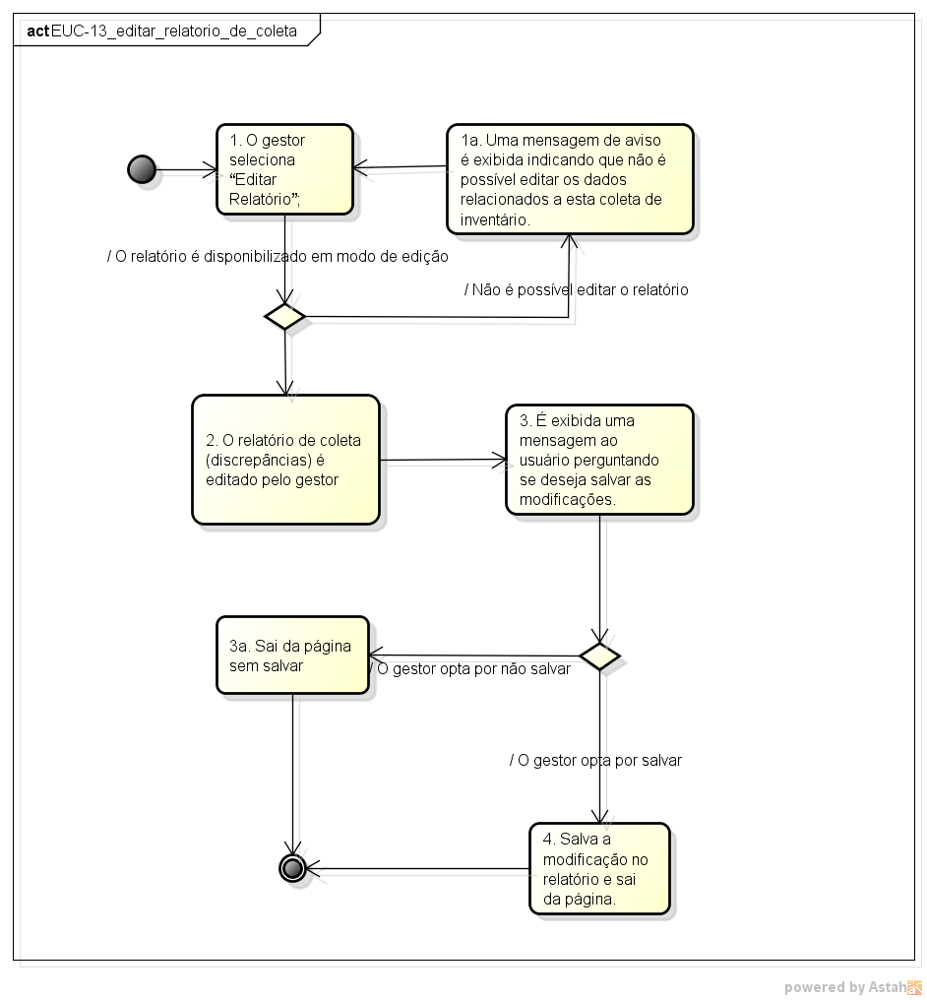 act EUC-13_editar_relatorio_de_coleta
1. O gestor
seleciona
“Editar
Relatório”;
1a. Uma mensagem de aviso
é exibida indicando que não é
possível editar os dados
relacionados a esta coleta de
inventário.
/ O relatório é disponibilizado em modo de edição
/ Não é possível editar o relatório
2. O relatório de coleta
(discrepâncias) é
editado pelo gestor
3. É exibida uma
mensagem ao
usuário perguntando
se deseja salvar as
modificações.
3a. Sai da página
sem salvar
/ O gestor opta por não salvar
/ O gestor opta por salvar
4. Salva a
modificação no
relatório e sai
da página.
powered by Astah